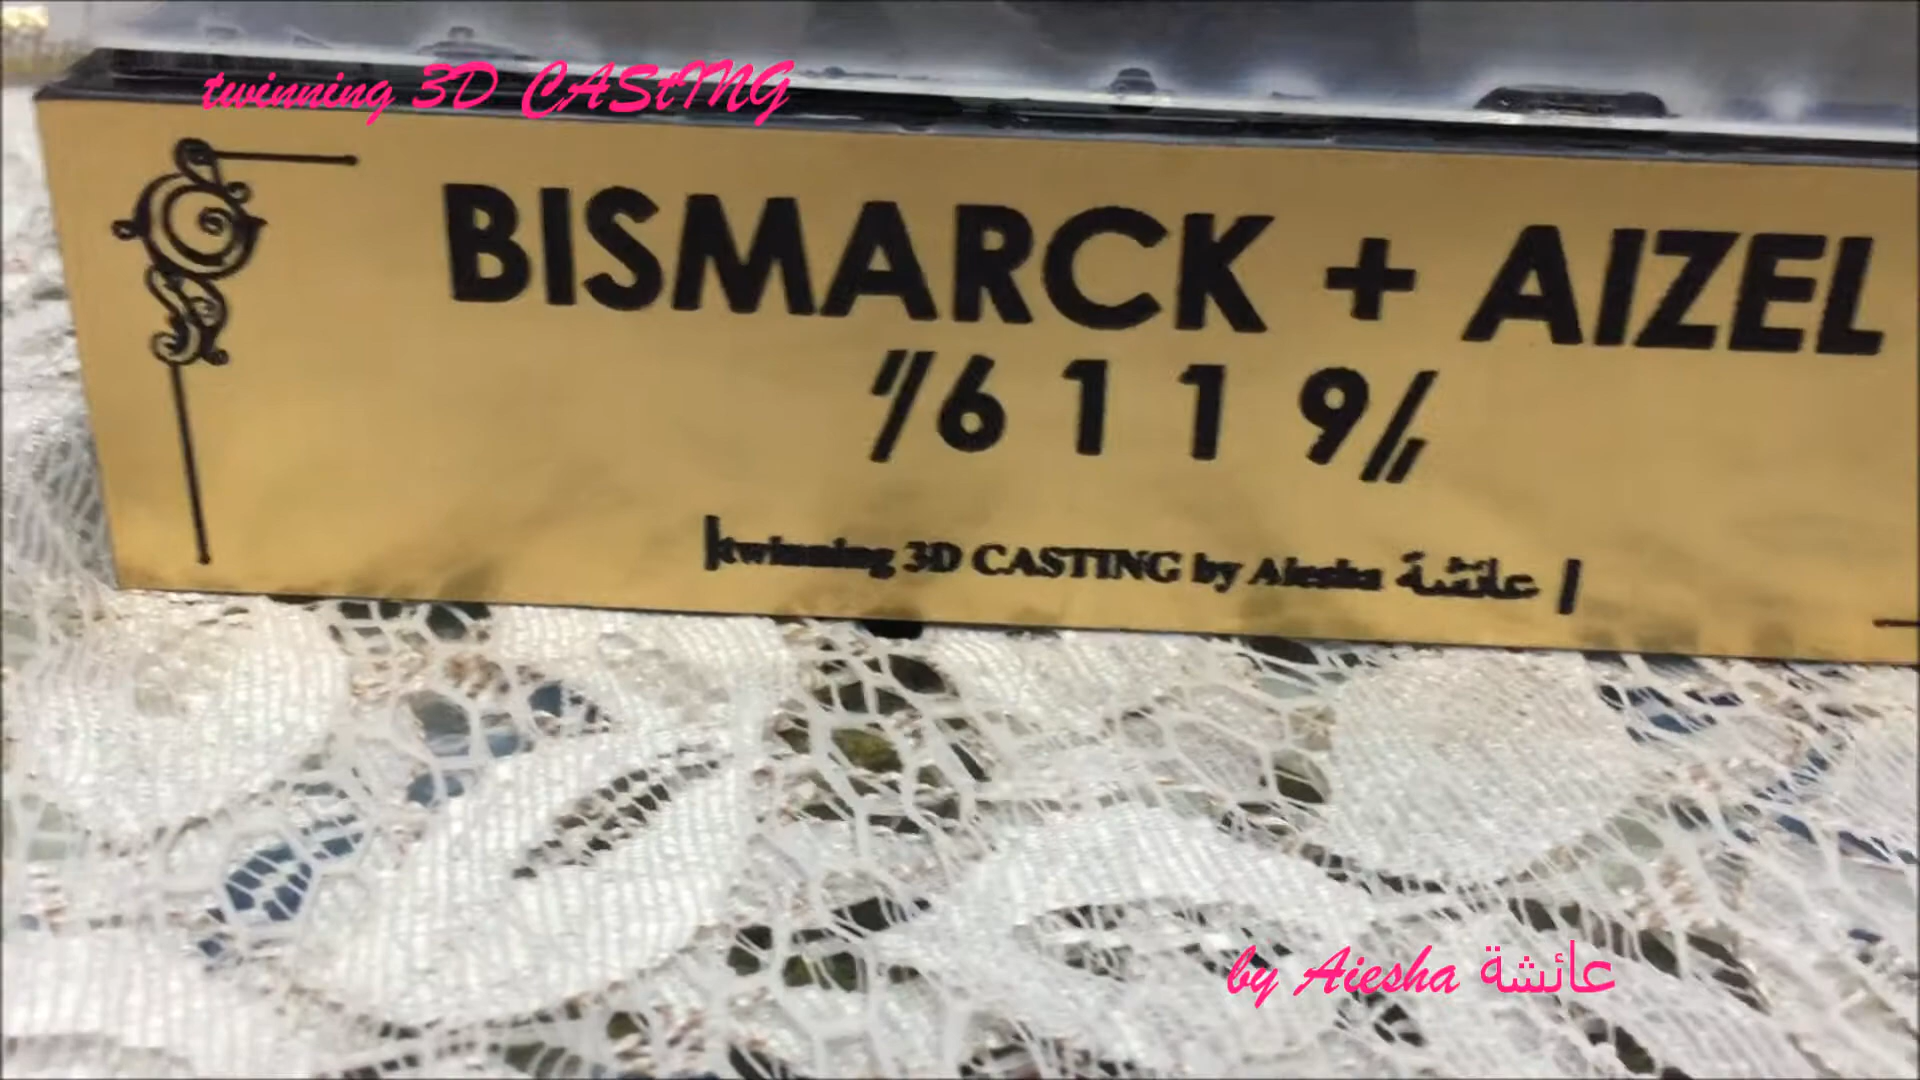 twinning 3D CAStING
BISMARCK + AIZEL
"/6 1 1 9/,,
|twinning 3D CASTING by Aiesha عائشة |
by Aiesha عائشة